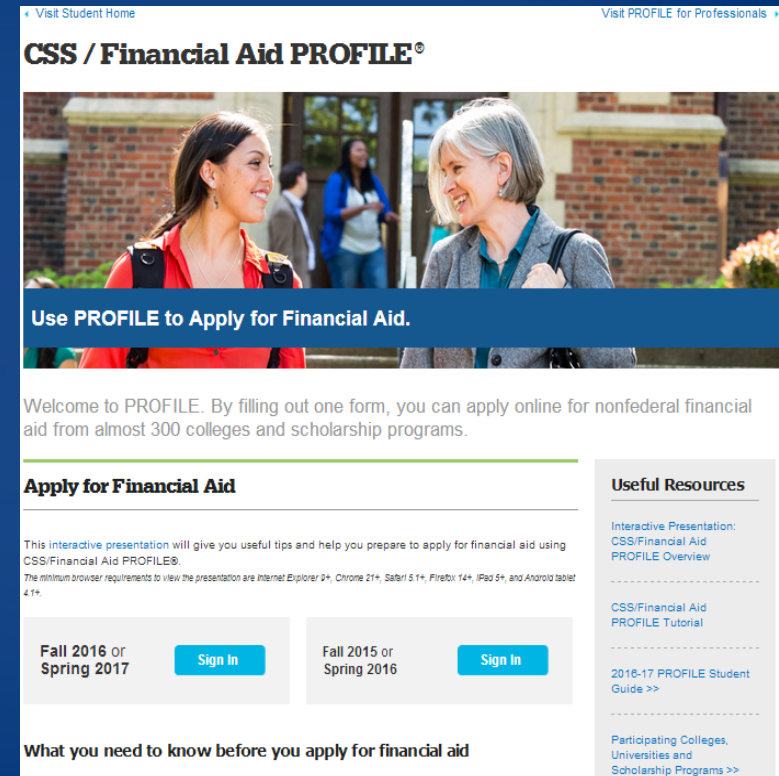 Visit Student Home
Visit PROFILE for Professionals
CSS / Financial Aid PROFILE®
Use PROFILE to Apply for Financial Aid.
Welcome to PROFILE. By filling out one form, you can apply online for nonfederal financial
aid from almost 300 colleges and scholarship programs.
Apply for Financial Aid
This interactive presentation will give you useful tips and help you prepare to apply for financial aid using
CSS/Financial Aid PROFILE®.
The minimum browser requirements to view the presentation are Internet Explorer 9+, Chrome 21+, Safari 5.1+, Firefox 14+, iPad 5+, and Android tablet
4.1+.
Fall 2016 or
Spring 2017
Sign In
Fall 2015 or
Spring 2016
Sign In
What you need to know before you apply for financial aid
Useful Resources
Interactive Presentation:
CSS/Financial Aid
PROFILE Overview
CSS/Financial Aid
PROFILE Tutorial
2016-17 PROFILE Student
Guide >>
Participating Colleges,
Universities and
Scholarship Programs >>